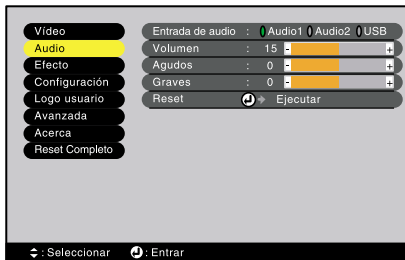 Vídeo
Audio
Efecto
Configuración
Logo usuario
Avanzada
Acerca
Reset Completo
Entrada de audio : Audio1 Audio2 USB
Volumen : 15 - +
Agudos : 0 - +
Graves : 0 - +
Reset Ejecutar
: Seleccionar : Entrar